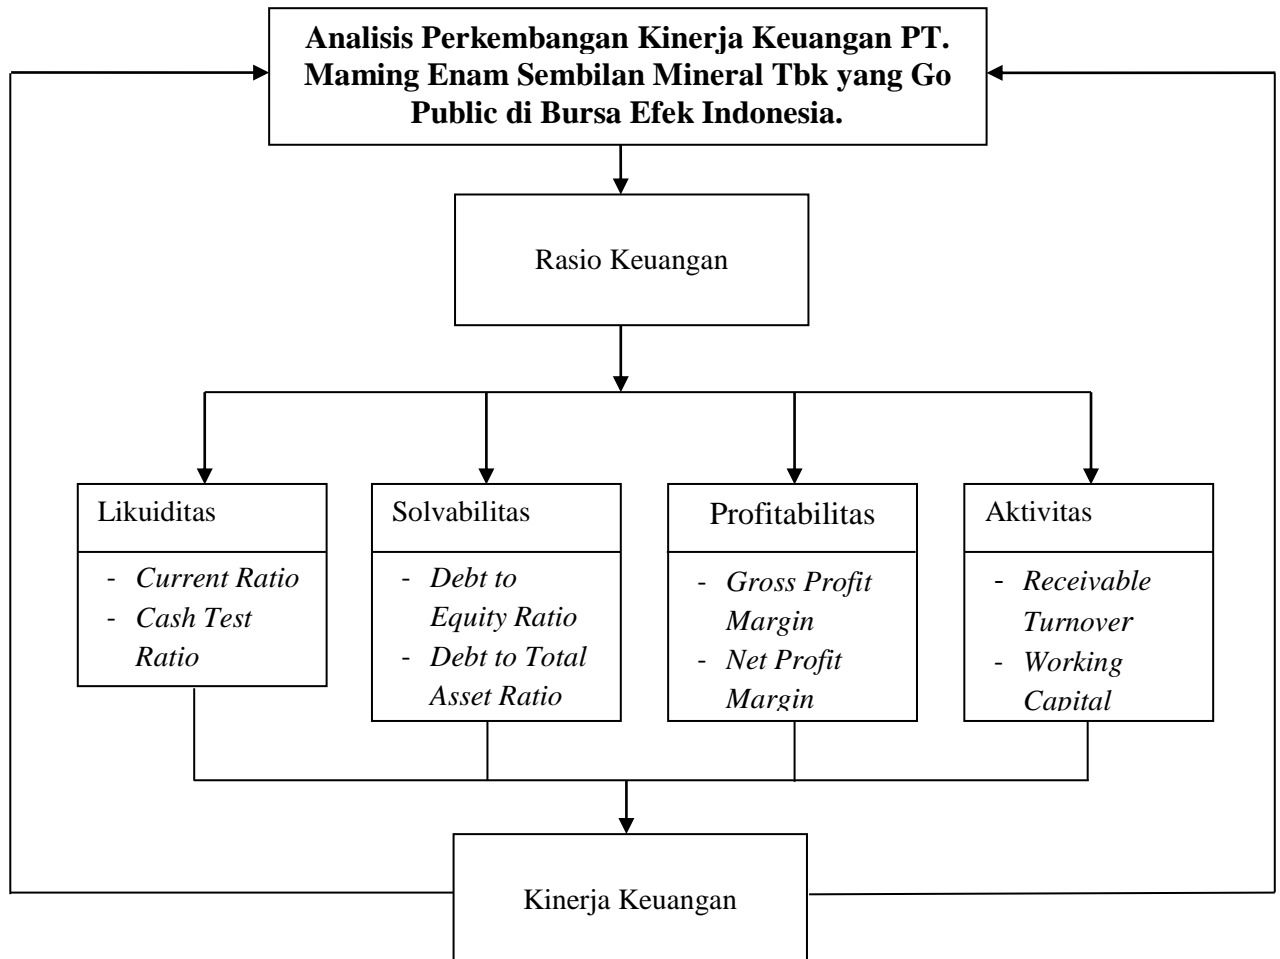 Analisis Perkembangan Kinerja Keuangan PT.
Maming Enam Sembilan Mineral Tbk yang Go
Public di Bursa Efek Indonesia.
Rasio Keuangan
Likuiditas
- Current Ratio
- Cash Test
Ratio
Solvabilitas
- Debt to
Equity Ratio
- Debt to Total
Asset Ratio
Profitabilitas
- Gross Profit
Margin
- Net Profit
Margin
Aktivitas
- Receivable
Turnover
- Working
Capital
Kinerja Keuangan